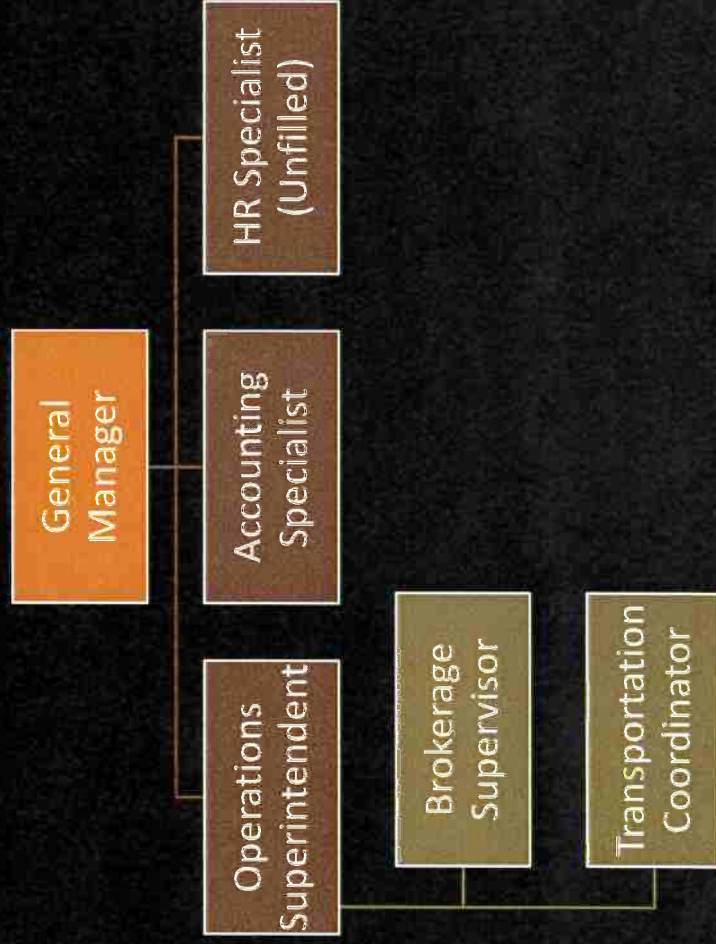 General
Manager
Operations
Superintendent
Accounting
Specialist
HR Specialist
(Unfilled)
Brokerage
Supervisor
Transportation
Coordinator